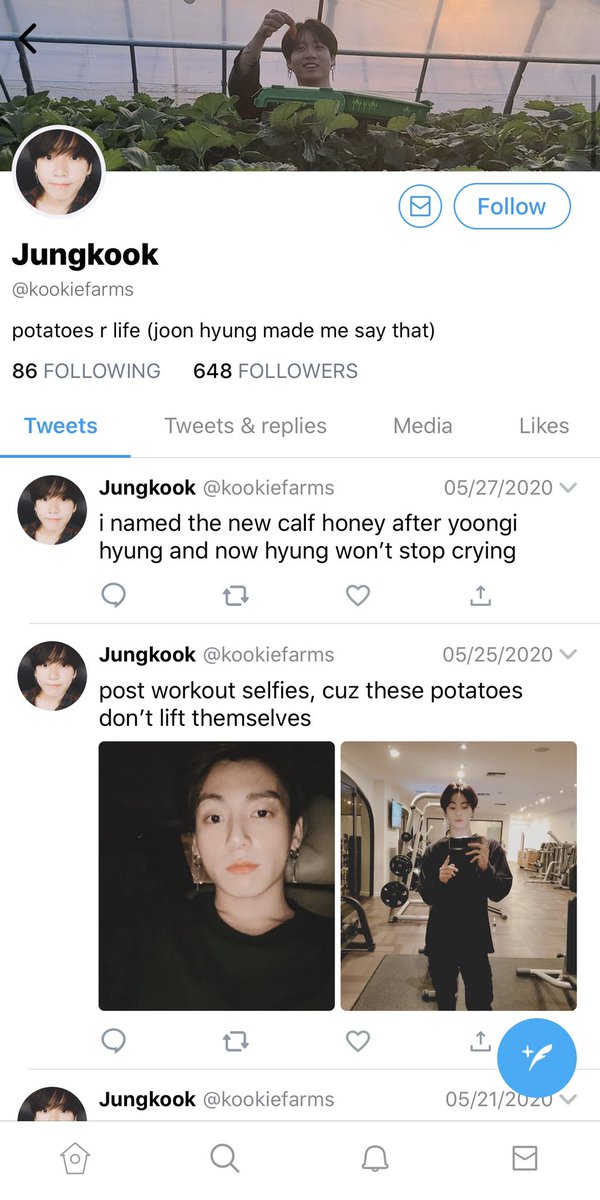 Follow
Jungkook
@kookiefarms
potatoes r life (joon hyung made me say that)
86 FOLLOWING 648 FOLLOWERS
Tweets Tweets & replies Media Likes
Jungkook @kookiefarms 05/27/2020
i named the new calf honey after yoongi
hyung and now hyung won’t stop crying
Jungkook @kookiefarms 05/25/2020
post workout selfies, cuz these potatoes
don’t lift themselves
Jungkook @kookiefarms 05/21/2020